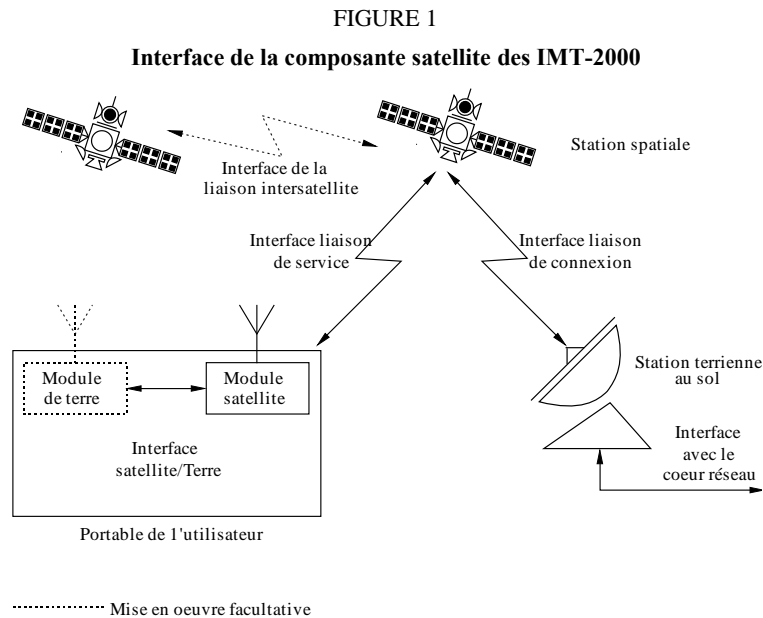 FIGURE 1
Interface de la composante satellite des IMT-2000
Station spatiale
Interface de la
liaison intersatellite
Interface liaison
de service
Interface liaison
de connexion
Module
de terre
Module
satellite
Interface
satellite/Terre
Portable de l'utilisateur
Station terrienne
au sol
Interface
avec le
coeur réseau
Mise en oeuvre facultative